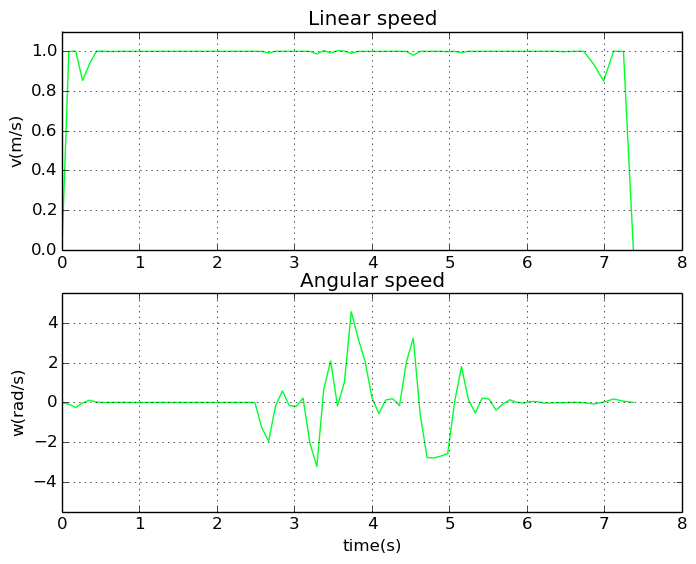 Linear speed
1.0
0.8
0.6
0.4
0.2
0.0
v(m/s)
0 1 2 3 4 5 6 7 8
Angular speed
4
2
0
−2
−4
w(rad/s)
0 1 2 3 4 5 6 7 8
time(s)